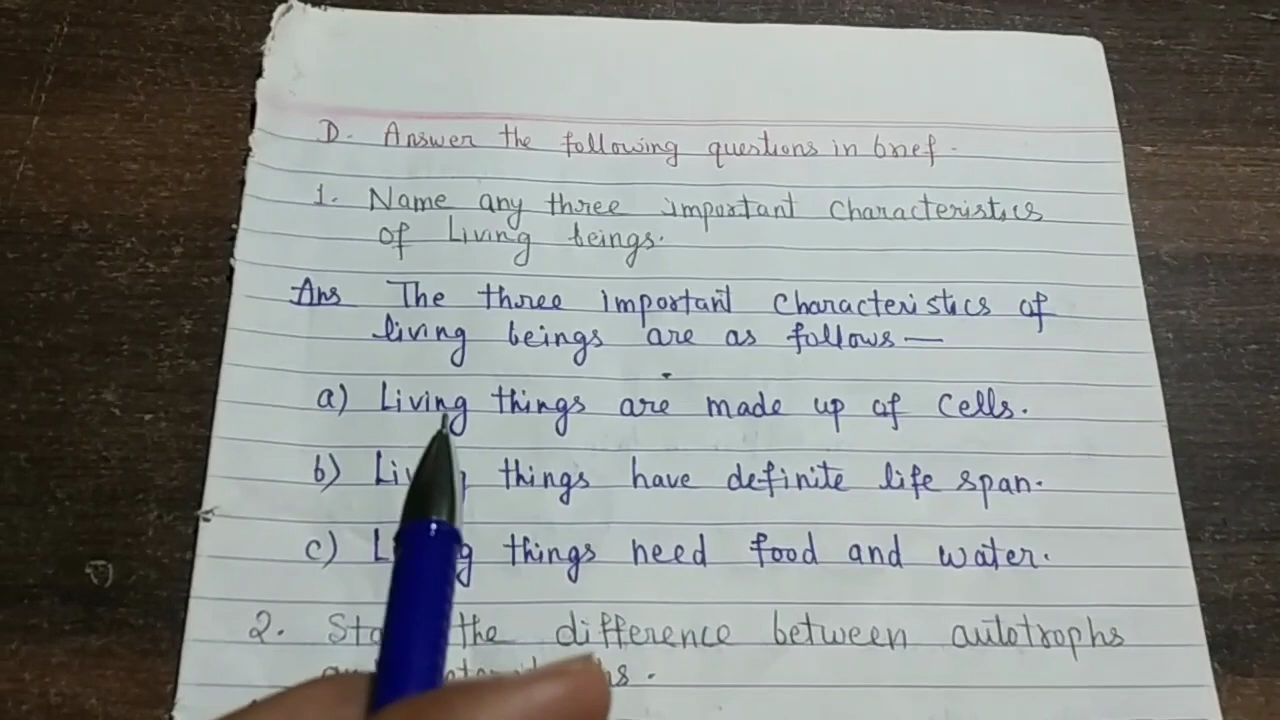 D. Answer the following questions in brief.
1. Name any three important characteristics
of living beings.
Ans The three important characteristics of
living beings are as follows —
a) Living things are made up of cells.
b) things have definite life span.
c) things need food and water.
2. the difference between autotrophs